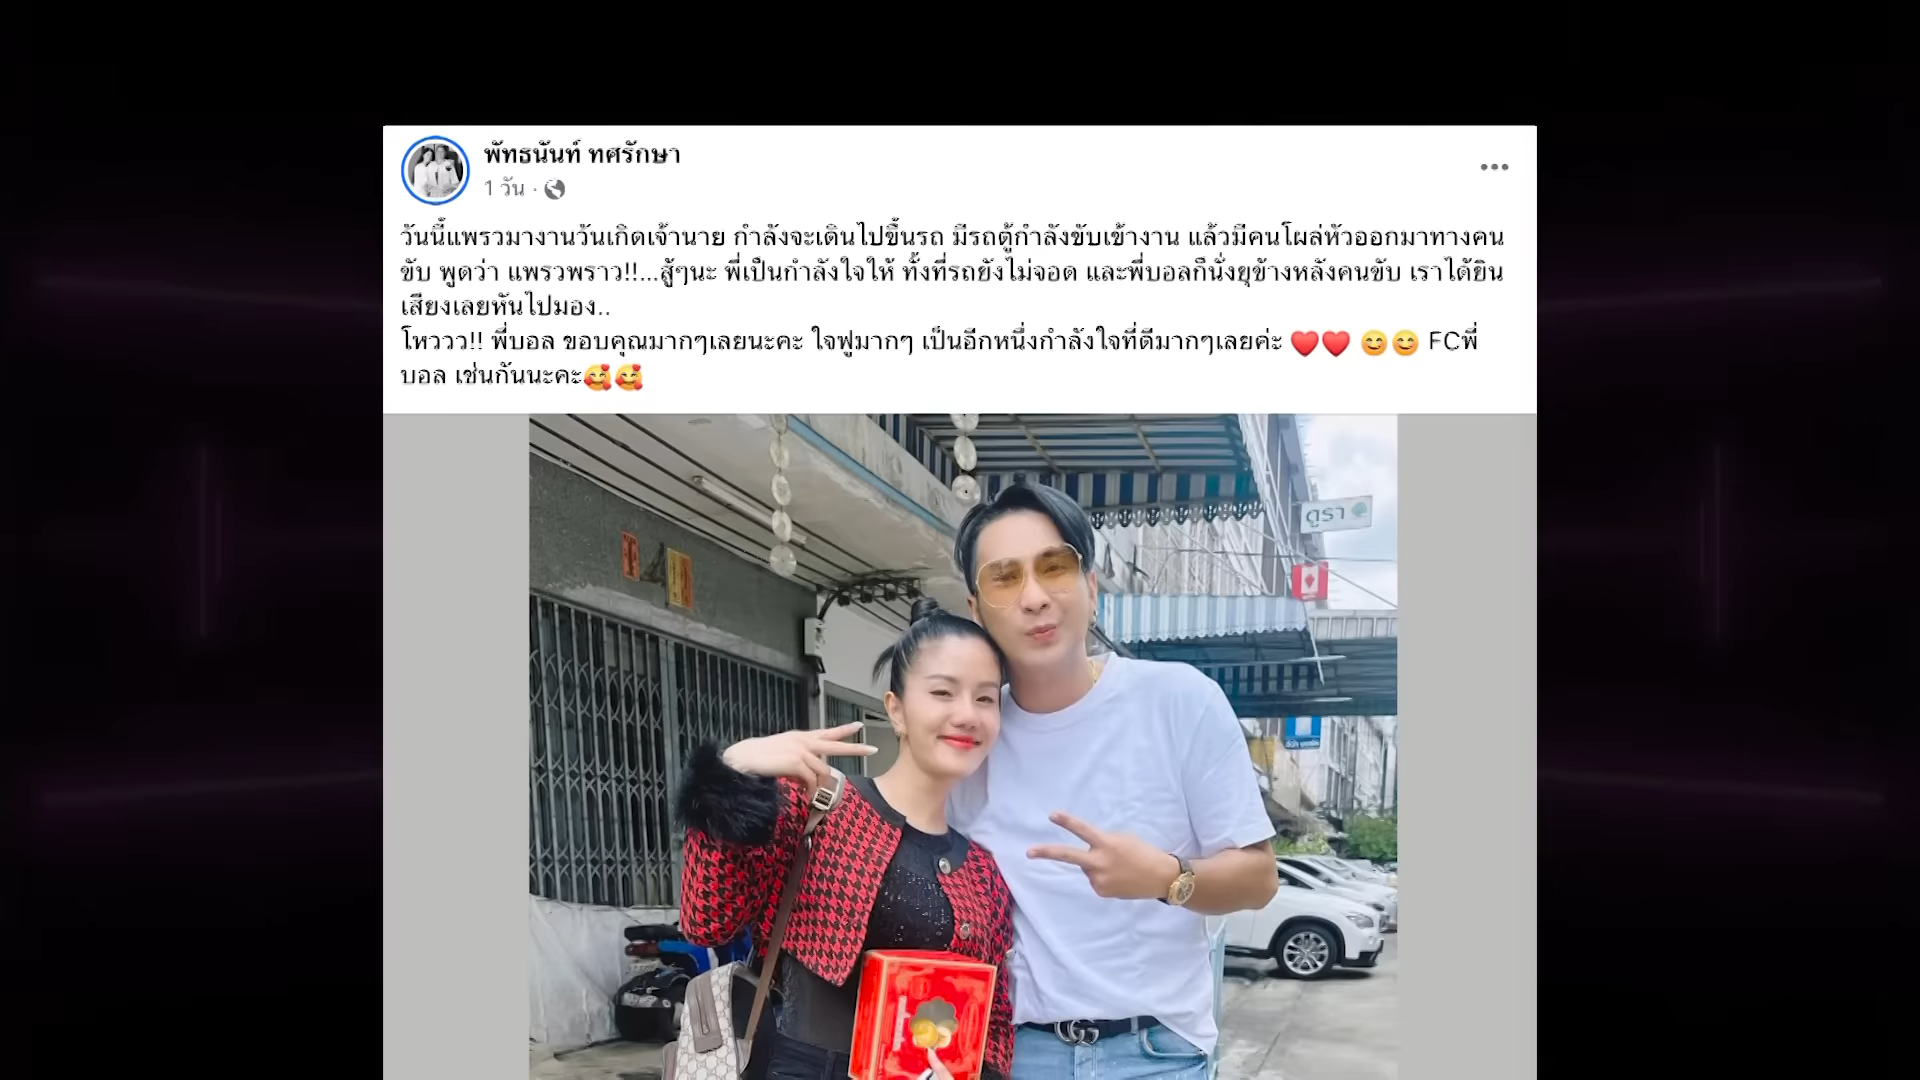 พัทธนันท์ ทศรักษา
1 วัน ·
วันนี้แพรวมางานวันเกิดเจ้านาย กำลังจะเดินไปขึ้นรถ มีรถตู้กำลังขับเข้างาน แล้วมีคนโผล่หัวออกมาทางคน
ขับ พูดว่า แพรวพราว!!...สู้ๆนะ พี่เป็นกำลังใจให้ ทั้งที่รถยังไม่จอด และพี่บอลก็นั่งยุข้างหลังคนขับ เราได้ยิน
เสียงเลยหันไปมอง..
โหววว!! พี่บอล ขอบคุณมากๆเลยนะคะ ใจฟูมากๆ เป็นอีกหนึ่งกำลังใจที่ดีมากๆเลยค่ะ ❤️❤️ 😊😊 FCพี่
บอล เช่นกันนะคะ🥰🥰
ดูรา